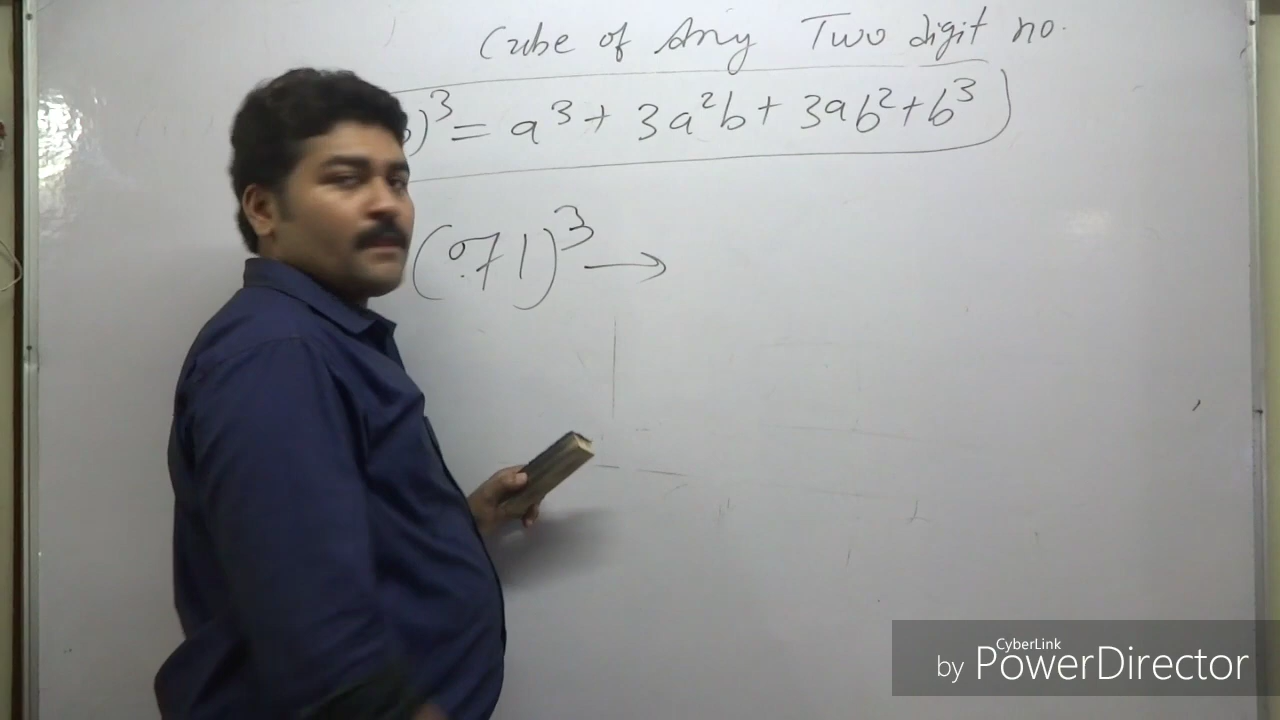 Cube of Any Two digit no.
)³ = a³ + 3a²b + 3ab² + b³
(0.71)³ →
CyberLink
by PowerDirector